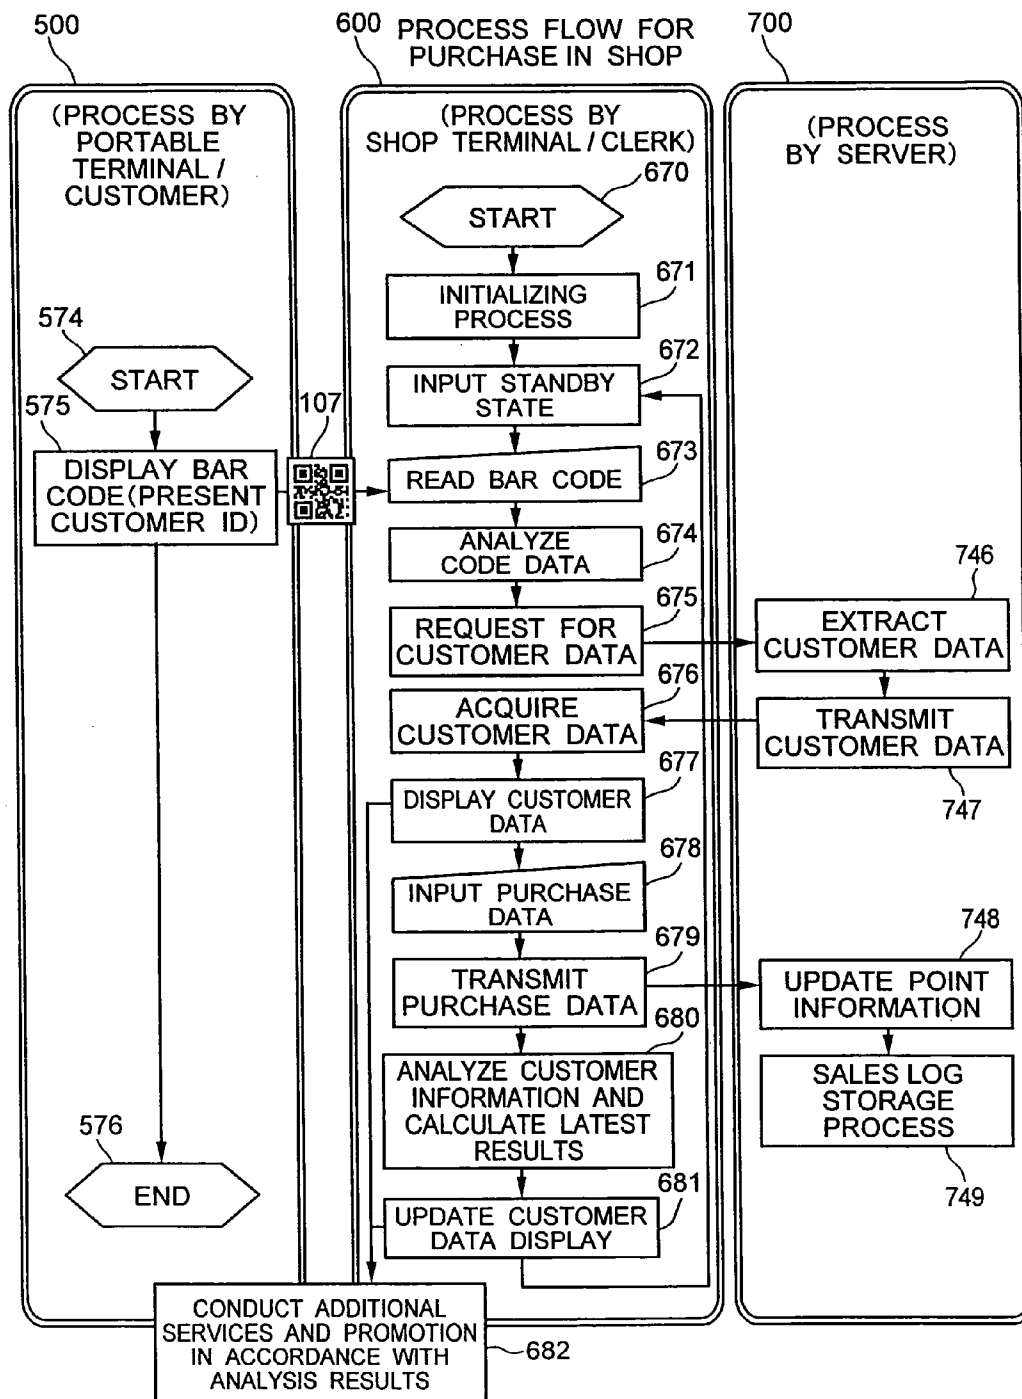 PROCESS FLOW FOR
PURCHASE IN SHOP
500
(PROCESS BY
PORTABLE
TERMINAL /
CUSTOMER)
574
START
575
DISPLAY BAR
CODE(PRESENT
CUSTOMER ID)
107
576
END
600
(PROCESS BY
SHOP TERMINAL / CLERK)
670
START
671
INITIALIZING
PROCESS
672
INPUT STANDBY
STATE
673
READ BAR CODE
674
ANALYZE
CODE DATA
675
REQUEST FOR
CUSTOMER DATA
676
ACQUIRE
CUSTOMER DATA
677
DISPLAY CUSTOMER
DATA
678
INPUT PURCHASE
DATA
679
TRANSMIT
PURCHASE DATA
680
ANALYZE CUSTOMER
INFORMATION AND
CALCULATE LATEST
RESULTS
681
UPDATE CUSTOMER
DATA DISPLAY
CONDUCT ADDITIONAL
SERVICES AND PROMOTION
IN ACCORDANCE WITH
ANALYSIS RESULTS
682
700
(PROCESS
BY SERVER)
746
EXTRACT
CUSTOMER DATA
TRANSMIT
CUSTOMER DATA
747
748
UPDATE POINT
INFORMATION
SALES LOG
STORAGE
PROCESS
749